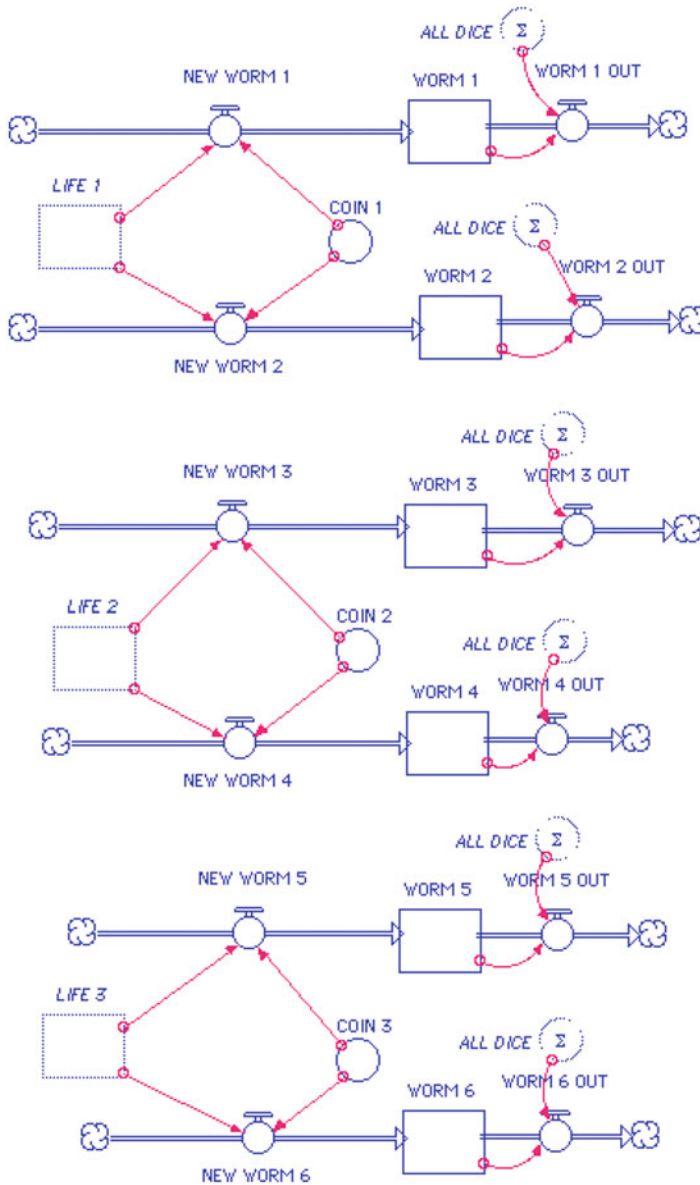 ALL DICE Σ
NEW WORM 1
WORM 1
WORM 1 OUT
LIFE 1
COIN 1
ALL DICE Σ
WORM 2
WORM 2 OUT
NEW WORM 2
ALL DICE Σ
NEW WORM 3
WORM 3
WORM 3 OUT
LIFE 2
COIN 2
ALL DICE Σ
WORM 4
WORM 4 OUT
NEW WORM 4
ALL DICE Σ
NEW WORM 5
WORM 5
WORM 5 OUT
LIFE 3
COIN 3
ALL DICE Σ
WORM 6
WORM 6 OUT
NEW WORM 6